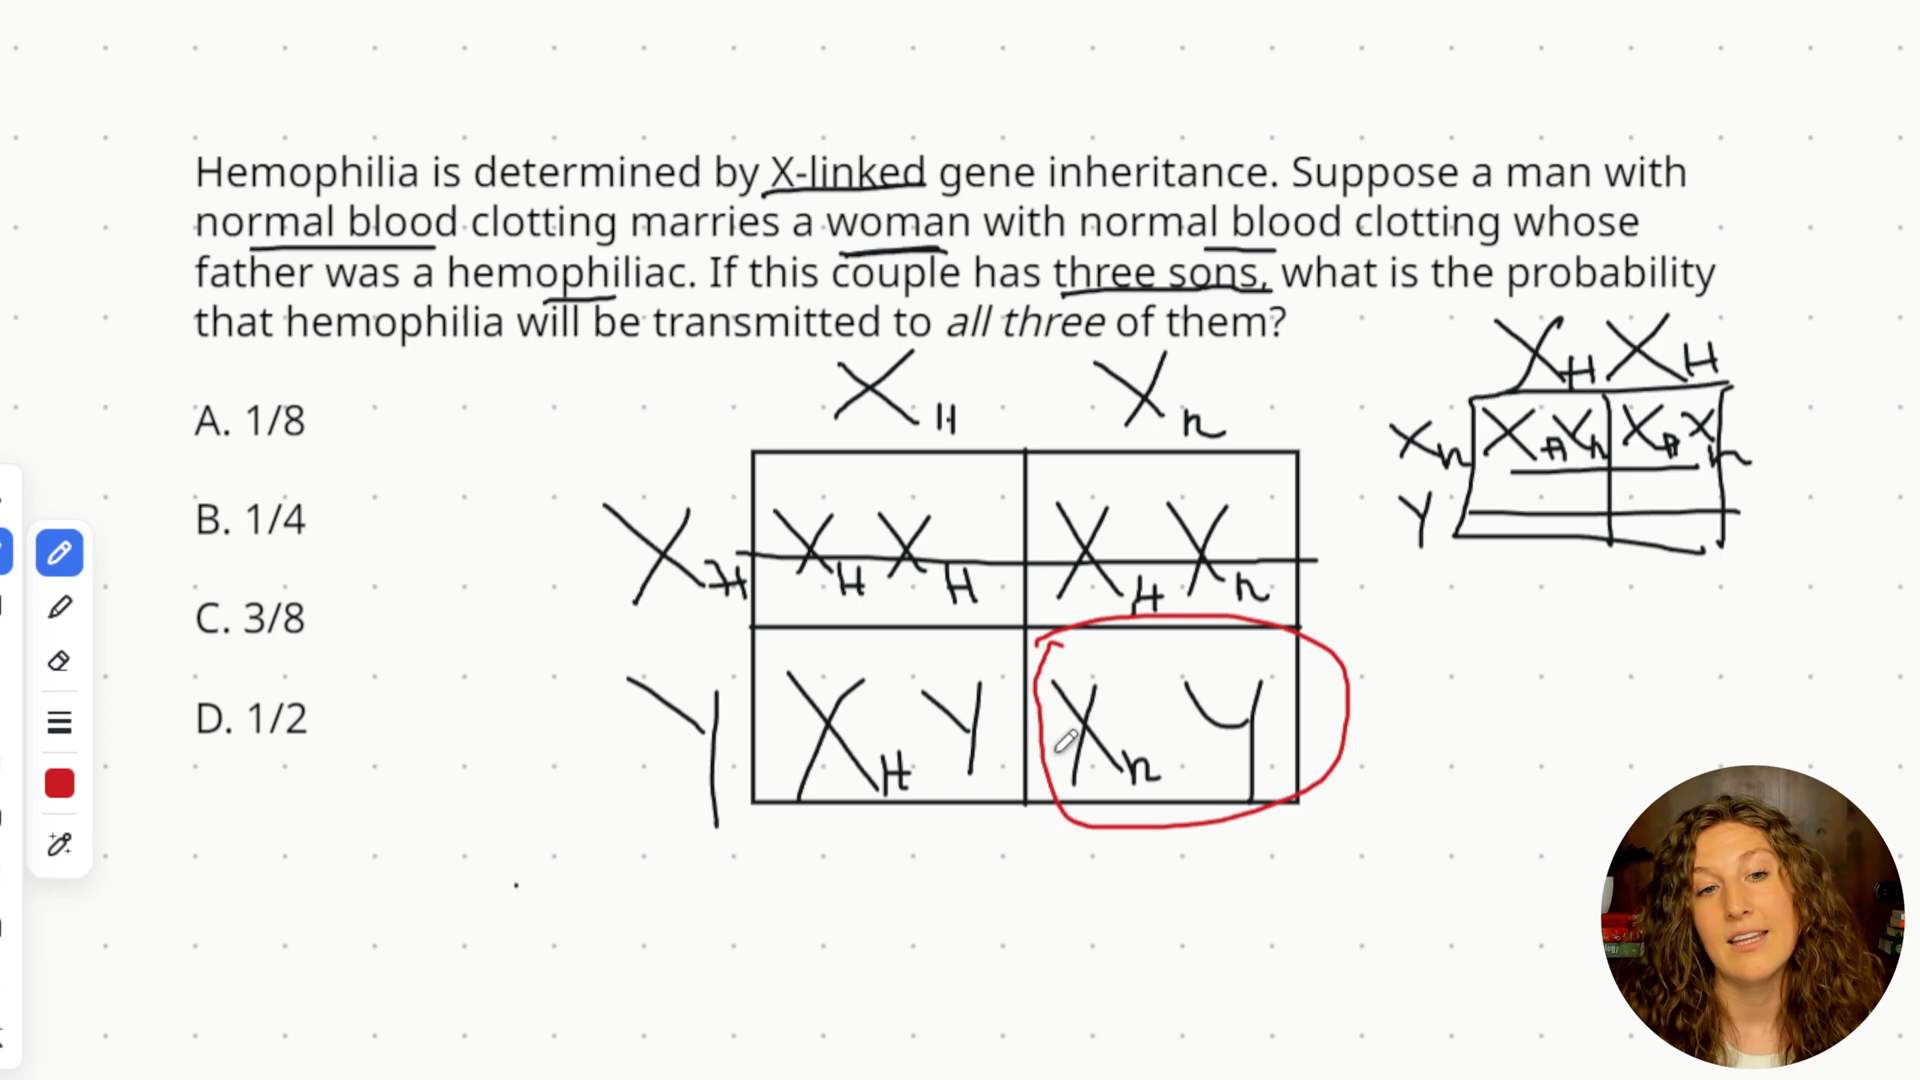 Hemophilia is determined by X-linked gene inheritance. Suppose a man with
normal blood clotting marries a woman with normal blood clotting whose
father was a hemophiliac. If this couple has three sons, what is the probability
that hemophilia will be transmitted to all three of them?
A. 1/8
B. 1/4
C. 3/8
D. 1/2
X H X h
X H
X H X H
X H X h
Y
X H Y
X h Y
X H X H
X h
Y